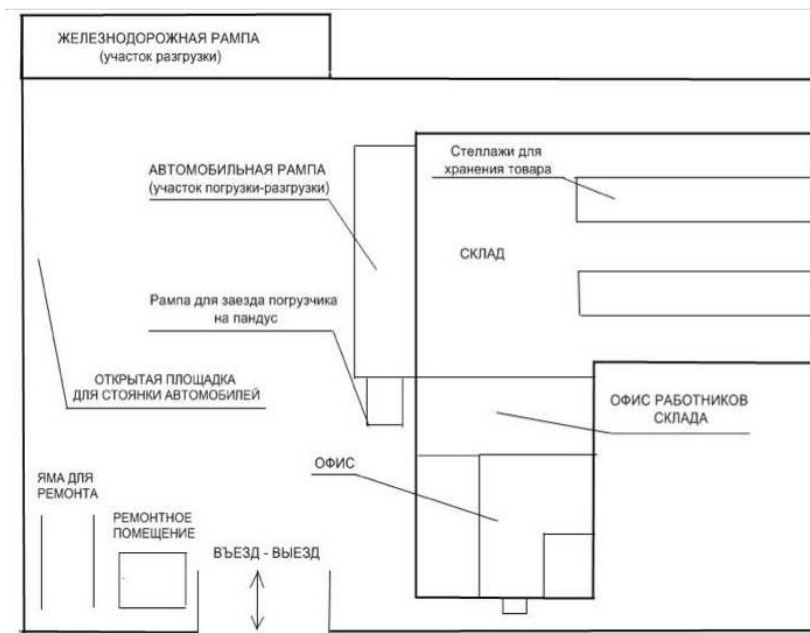 ЖЕЛЕЗНОДОРОЖНАЯ РАМПА
(участок разгрузки)
АВТОМОБИЛЬНАЯ РАМПА
(участок погрузки-разгрузки)
Стеллажи для
хранения товара
СКЛАД
Рампа для заезда погрузчика
на пандус
ОТКРЫТАЯ ПЛОЩАДКА
ДЛЯ СТОЯНКИ АВТОМОБИЛЕЙ
ОФИС РАБОТНИКОВ
СКЛАДА
ОФИС
ЯМА ДЛЯ
РЕМОНТА
РЕМОНТНОЕ
ПОМЕЩЕНИЕ
ВЪЕЗД - ВЫЕЗД